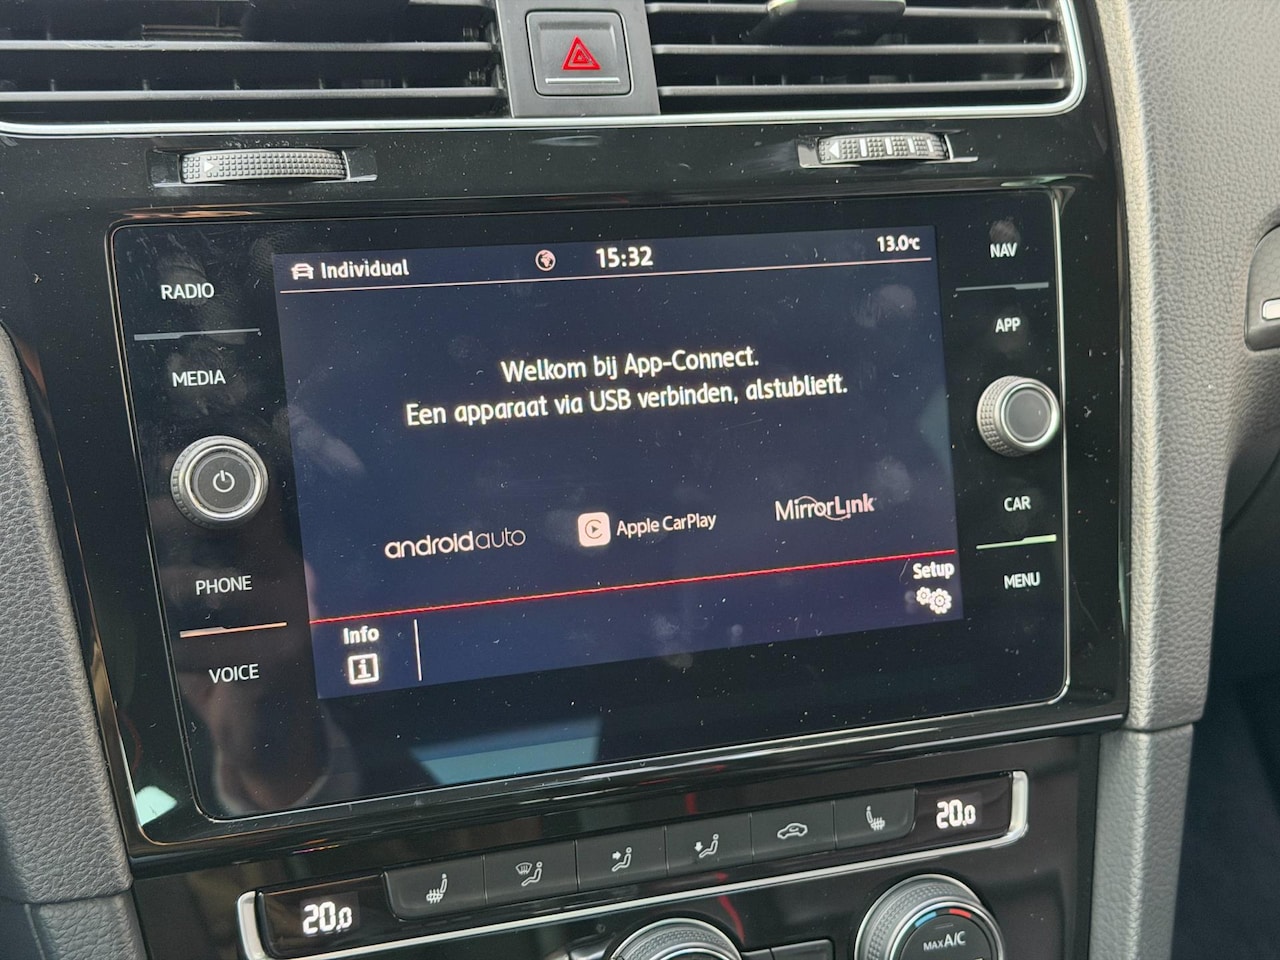 Individual
15:32
13.0°C
RADIO
MEDIA
PHONE
VOICE
NAV
APP
CAR
MENU
Welkom bij App-Connect.
Een apparaat via USB verbinden, alstublieft.
androidauto
Apple CarPlay
MirrorLink
Info
i
Setup
20.0
20.0
MAX A/C